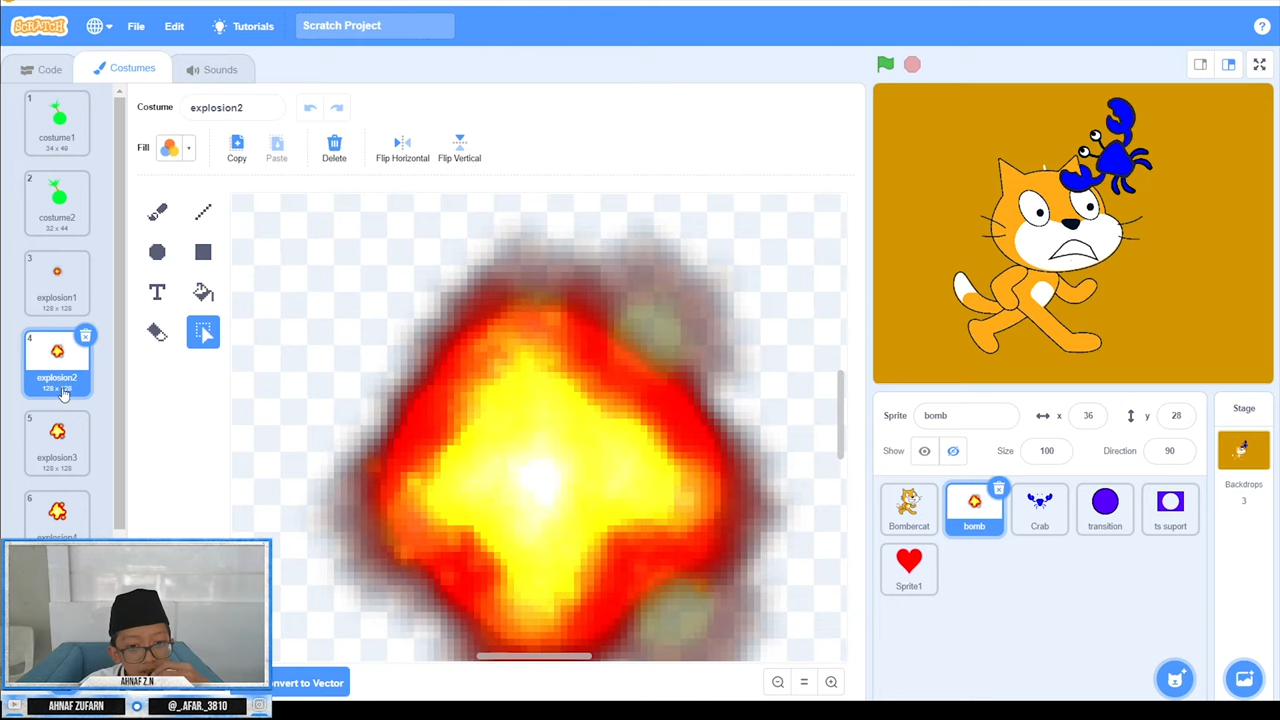 SCRATCH File Edit Tutorials Scratch Project ?
Code Costumes Sounds
1
costume1
34 x 49
2
costume2
32 x 44
3
explosion1
128 x 128
4
explosion2
5
explosion3
128 x 128
6
Costume explosion2
Fill Copy Paste Delete Flip Horizontal Flip Vertical
T
onvert to Vector
=
Sprite bomb x 36 y 28
Show Size 100 Direction 90
Bombercat bomb Crab transition ts suport
Sprite1
Stage
Backdrops
3
AHNAF Z.N
AHNAF ZUFARN @_AFAR_3810